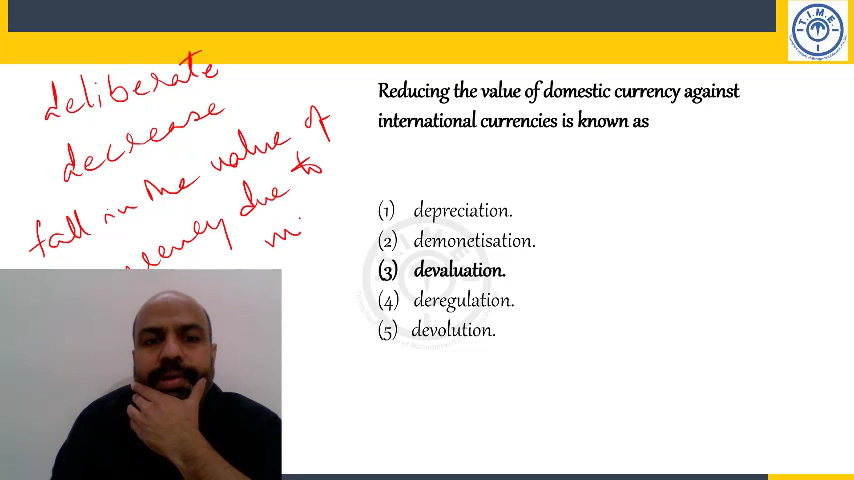 T.I.M.E.
deliberate
decrease
fall in the value of
due to
Reducing the value of domestic currency against
international currencies is known as
(1) depreciation.
(2) demonetisation.
(3) devaluation.
(4) deregulation.
(5) devolution.